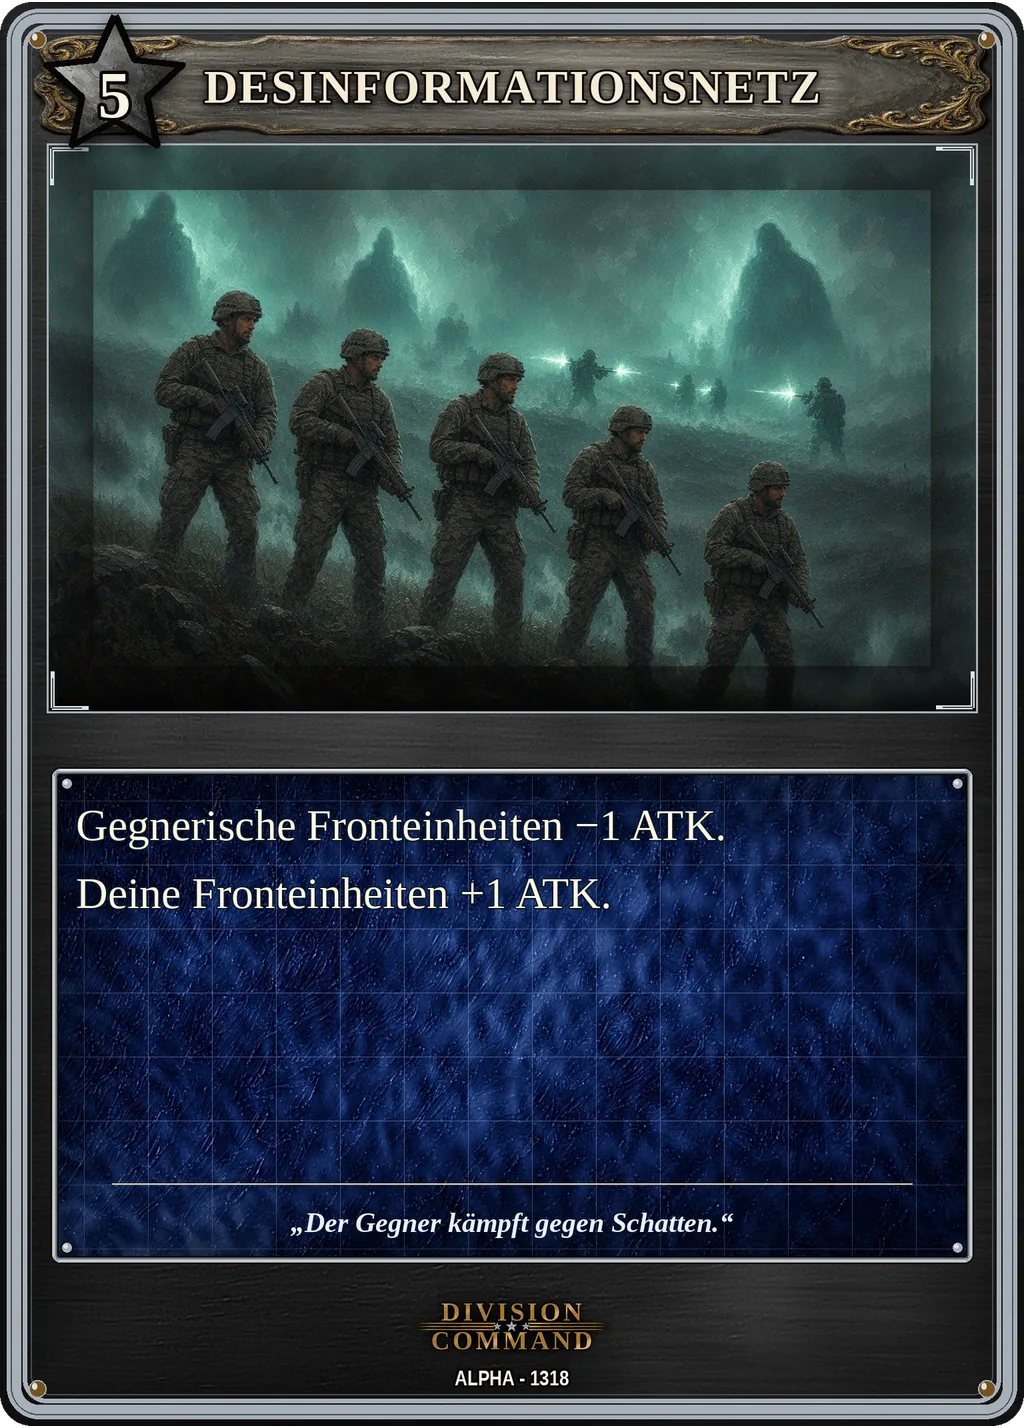 5
DESINFORMATIONSNETZ
Gegnerische Fronteinheiten −1 ATK.
Deine Fronteinheiten +1 ATK.
„Der Gegner kämpft gegen Schatten.“
DIVISION
COMMAND
ALPHA - 1318